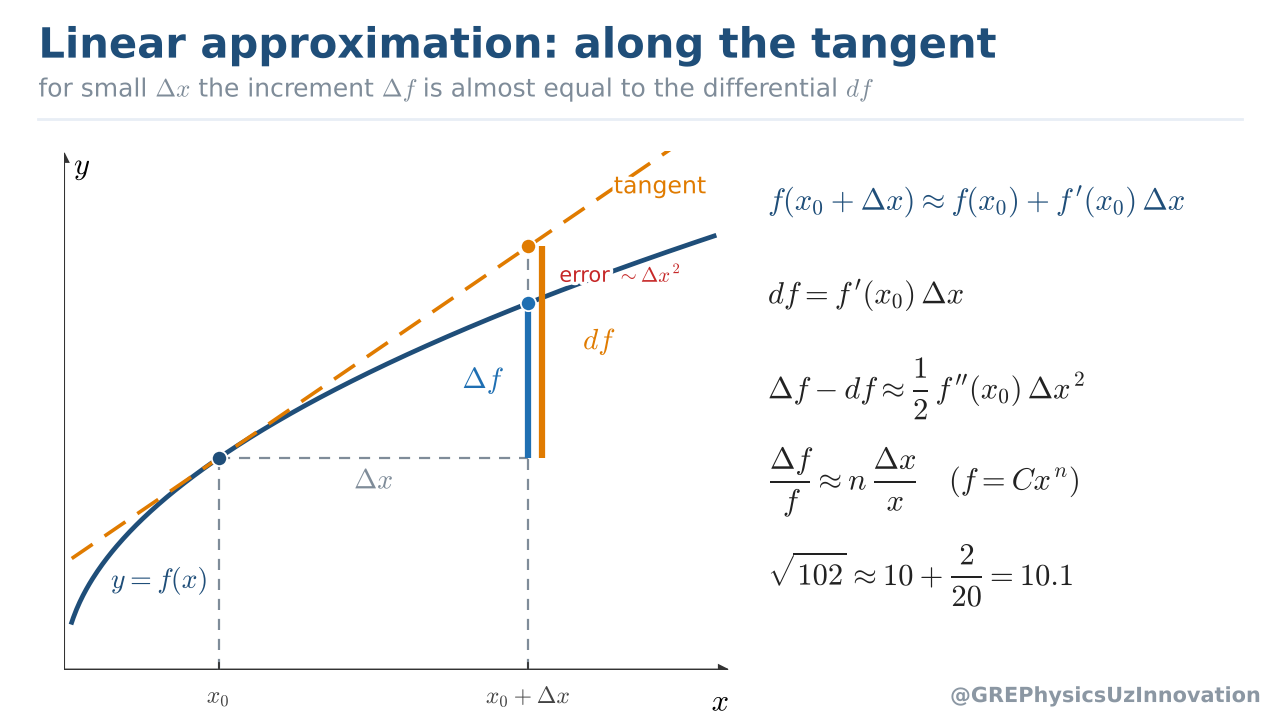 Linear approximation: along the tangent
for small Δx the increment Δf is almost equal to the differential df
y
tangent
error ~ Δx²
df
Δf
Δx
y = f(x)
x₀
x₀ + Δx
x
f(x₀ + Δx) ≈ f(x₀) + f′(x₀) Δx
df = f′(x₀) Δx
Δf − df ≈ 1/2 f″(x₀) Δx²
Δf/f ≈ n Δx/x (f = Cxⁿ)
√102 ≈ 10 + 2/20 = 10.1
@GREPhysicsUzInnovation